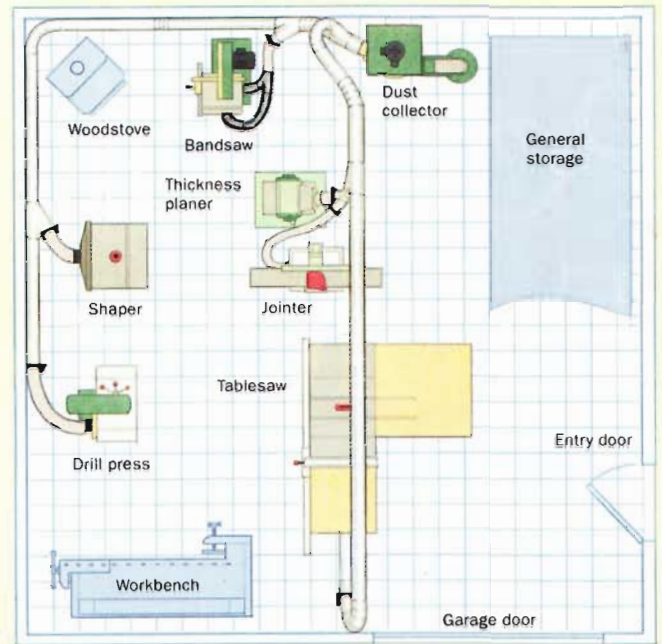 Dust
collector
Woodstove
Bandsaw
General
storage
Thickness
planer
Shaper
Jointer
Tablesaw
Entry door
Drill press
Workbench
Garage door